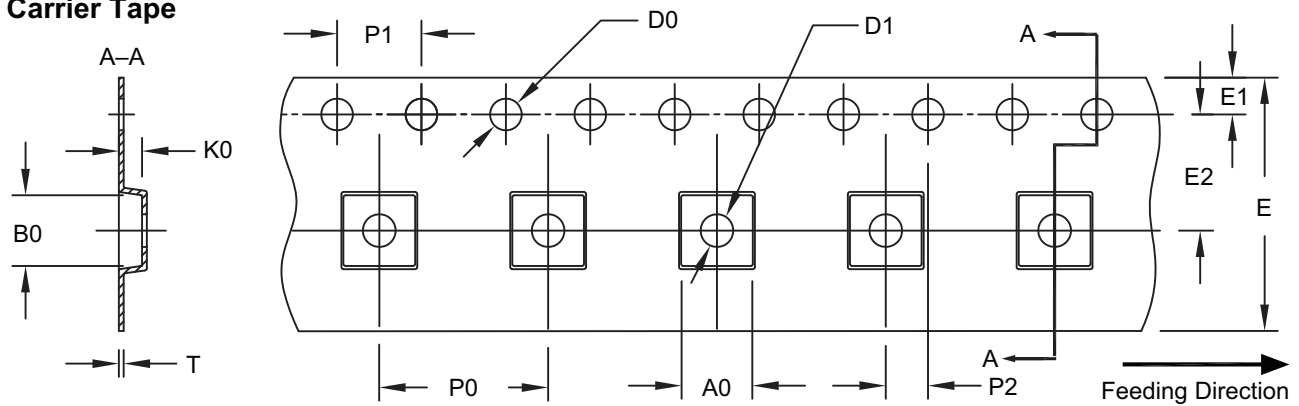 Carrier Tape
A–A
P1
D0
D1
A
E1
K0
E2
E
B0
T
P0
A0
A
P2
Feeding Direction